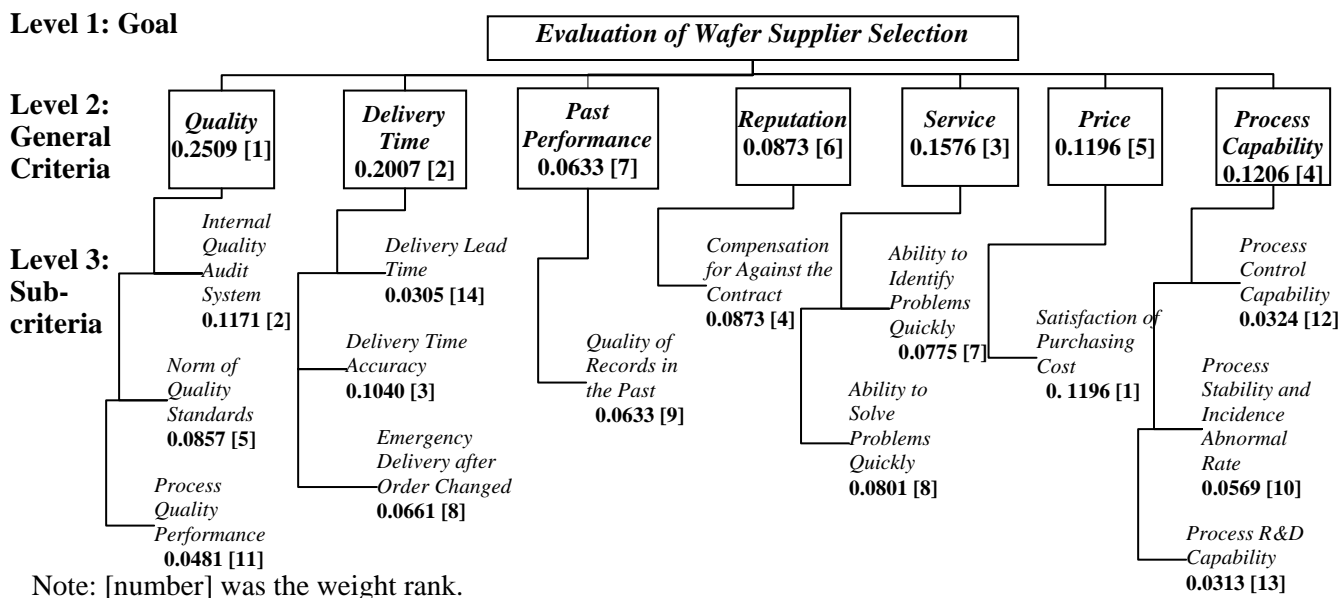 Level 1: Goal
Evaluation of Wafer Supplier Selection
Level 2:
General
Criteria
Quality
0.2509 [1]
Delivery
Time
0.2007 [2]
Past
Performance
0.0633 [7]
Reputation
0.0873 [6]
Service
0.1576 [3]
Price
0.1196 [5]
Process
Capability
0.1206 [4]
Level 3:
Sub-
criteria
Internal
Quality
Audit
System
0.1171 [2]
Norm of
Quality
Standards
0.0857 [5]
Process
Quality
Performance
0.0481 [11]
Delivery Lead
Time
0.0305 [14]
Delivery Time
Accuracy
0.1040 [3]
Emergency
Delivery after
Order Changed
0.0661 [8]
Quality of
Records in
the Past
0.0633 [9]
Compensation
for Against the
Contract
0.0873 [4]
Ability to
Identify
Problems
Quickly
0.0775 [7]
Ability to
Solve
Problems
Quickly
0.0801 [8]
Satisfaction of
Purchasing
Cost
0. 1196 [1]
Process
Control
Capability
0.0324 [12]
Process
Stability and
Incidence
Abnormal
Rate
0.0569 [10]
Process R&D
Capability
0.0313 [13]
Note: [number] was the weight rank.